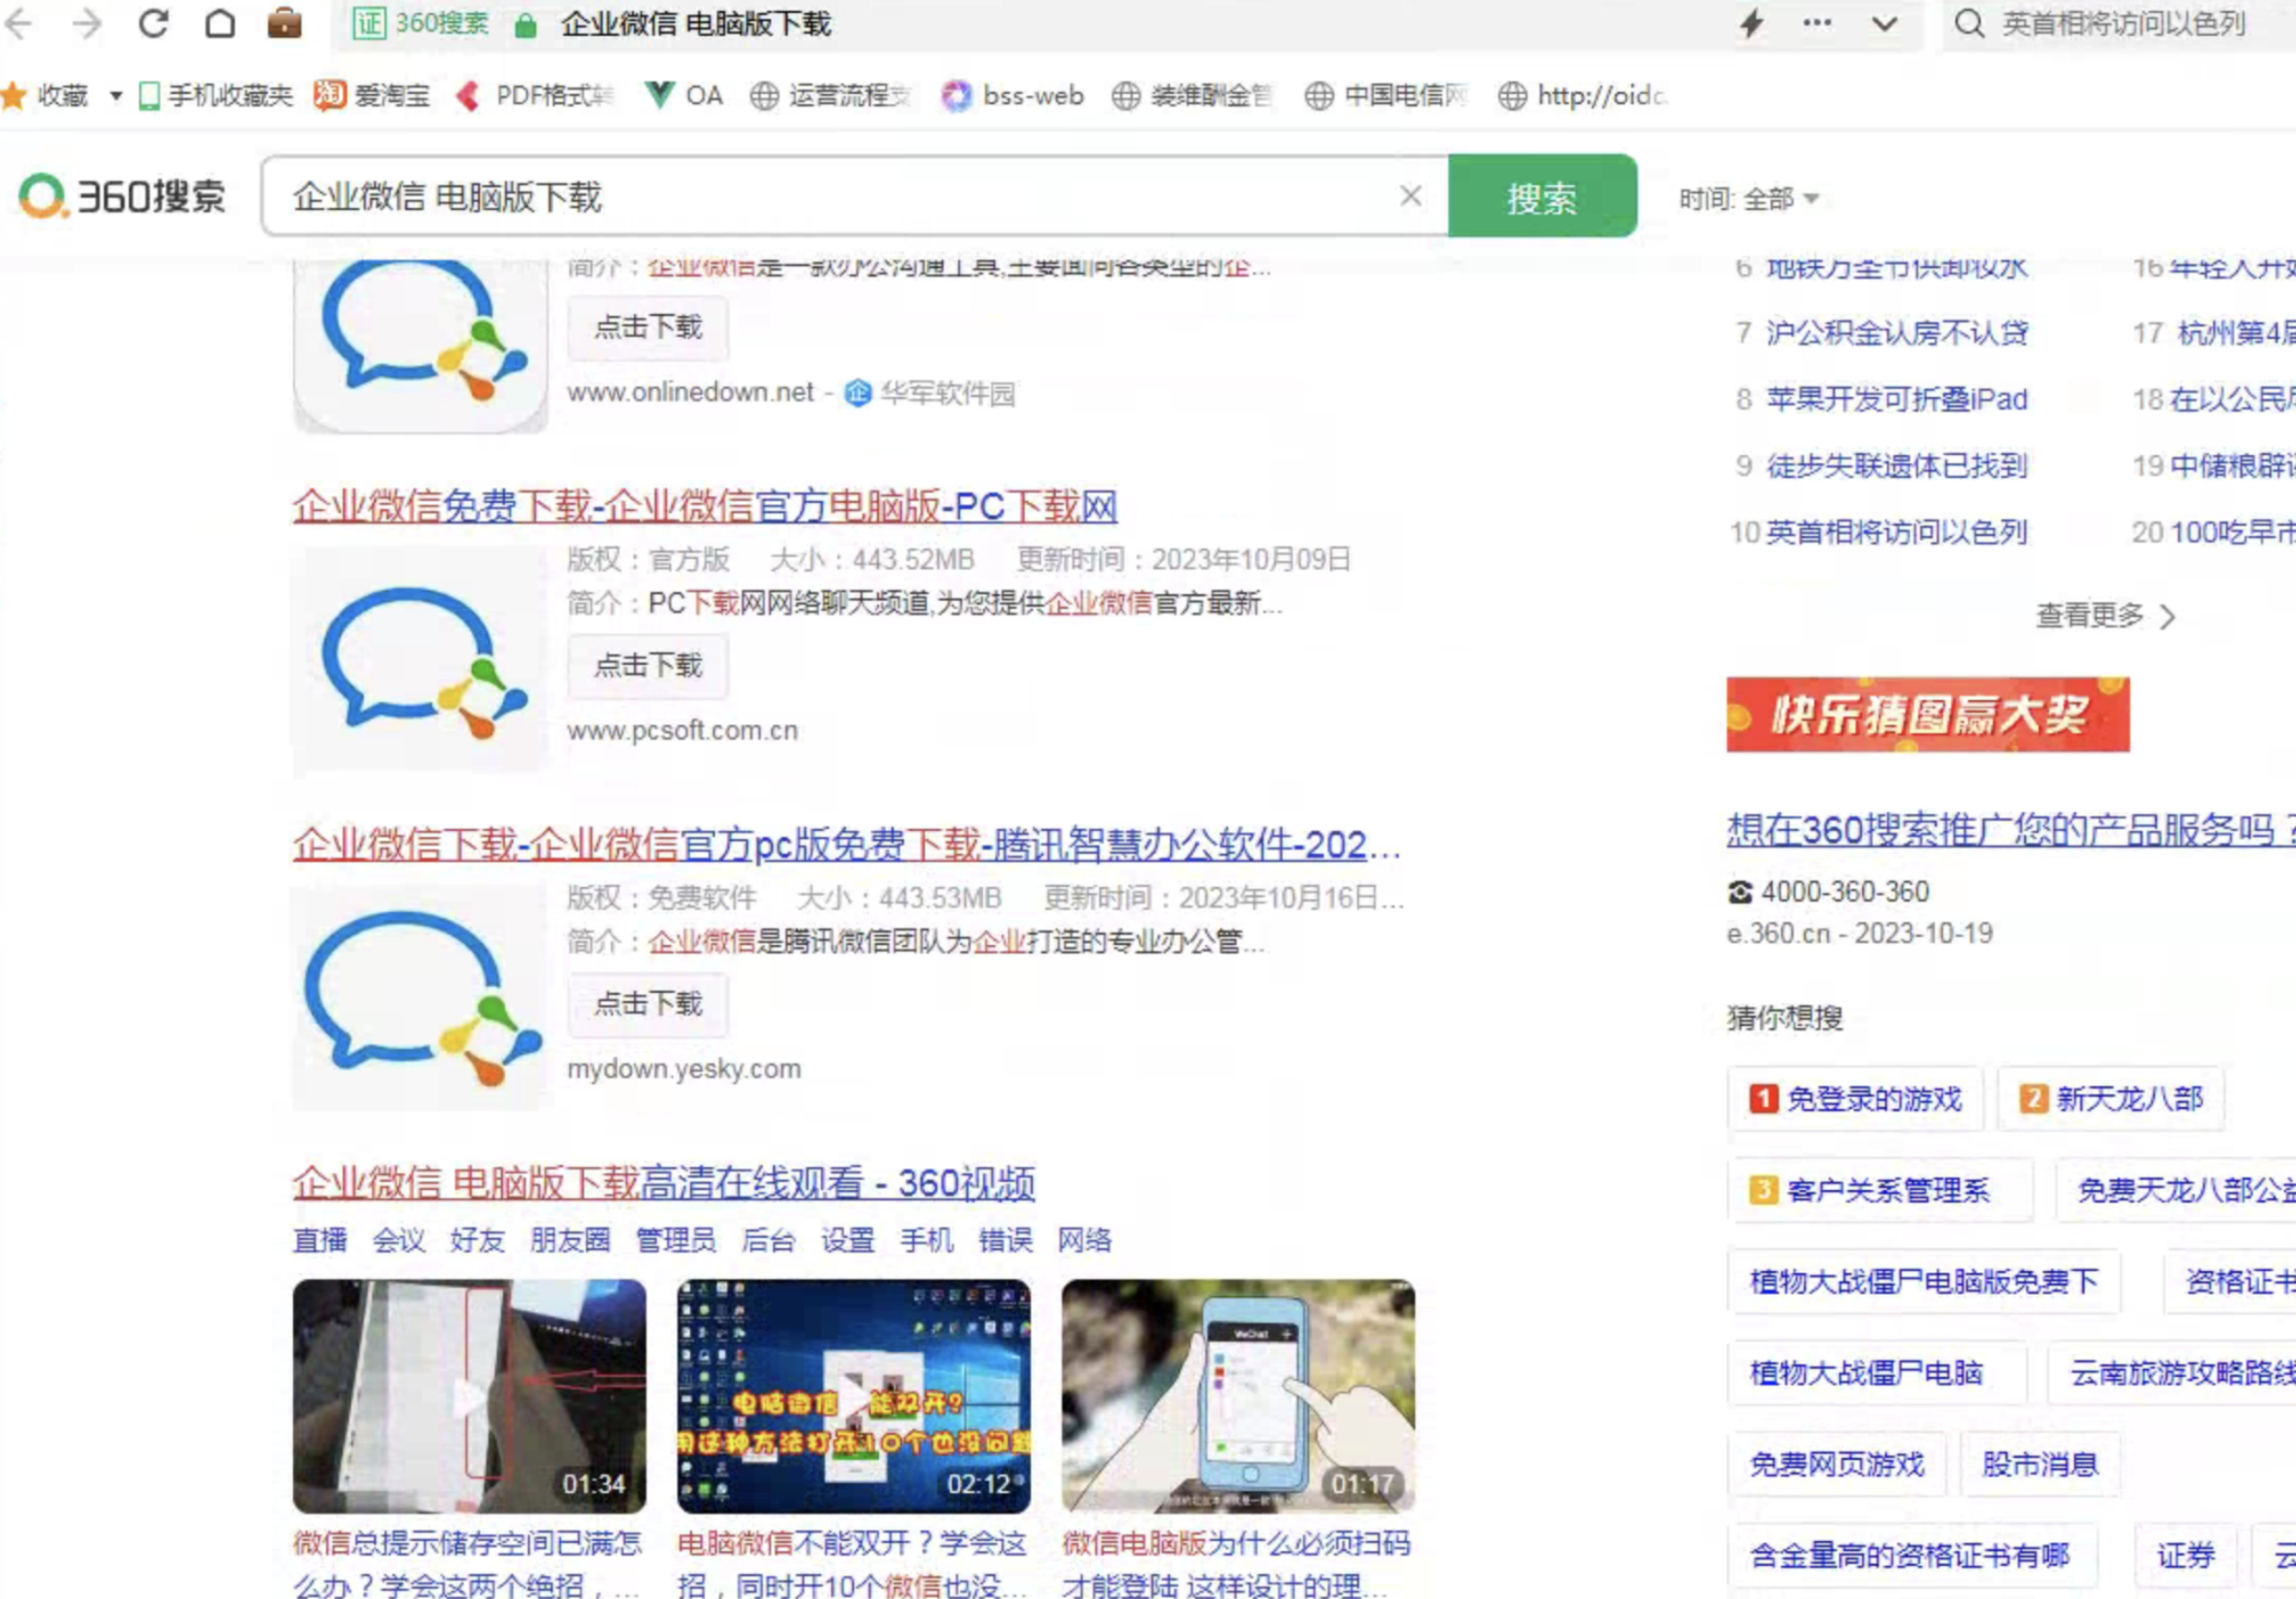 证 360搜索 企业微信 电脑版下载
英首相将访问以色列
收藏 手机收藏夹 爱淘宝 PDF格式转 OA 运营流程支 bss-web 装维酬金管 中国电信网 http://oidc.
360搜索 企业微信 电脑版下载 搜索 时间: 全部
简介：企业微信是一款办公沟通工具,主要面向各类型的企...
点击下载
www.onlinedown.net - 企 华军软件园
企业微信免费下载-企业微信官方电脑版-PC下载网
版权：官方版 大小：443.52MB 更新时间：2023年10月09日
简介：PC下载网网络聊天频道,为您提供企业微信官方最新...
点击下载
www.pcsoft.com.cn
企业微信下载-企业微信官方pc版免费下载-腾讯智慧办公软件-202...
版权：免费软件 大小：443.53MB 更新时间：2023年10月16日...
简介：企业微信是腾讯微信团队为企业打造的专业办公管...
点击下载
mydown.yesky.com
企业微信 电脑版下载高清在线观看 - 360视频
直播 会议 好友 朋友圈 管理员 后台 设置 手机 错误 网络
01:34
电脑微信 能双开?
用这种方法打开10个也没问题
02:12
WeChat
01:17
微信总提示储存空间已满怎
么办？学会这两个绝招，...
电脑微信不能双开？学会这
招，同时开10个微信也没...
微信电脑版为什么必须扫码
才能登陆 这样设计的理...
6 地铁万圣节供卸妆水 16 年轻人开始
7 沪公积金认房不认贷 17 杭州第4届
8 苹果开发可折叠iPad 18 在以公民
9 徒步失联遗体已找到 19 中储粮辟
10 英首相将访问以色列 20 100吃早市
查看更多
快乐猜图赢大奖
想在360搜索推广您的产品服务吗？
4000-360-360
e.360.cn - 2023-10-19
猜你想搜
1 免登录的游戏 2 新天龙八部
3 客户关系管理系 免费天龙八部公益
植物大战僵尸电脑版免费下 资格证书
植物大战僵尸电脑 云南旅游攻略路线
免费网页游戏 股市消息
含金量高的资格证书有哪 证券 云